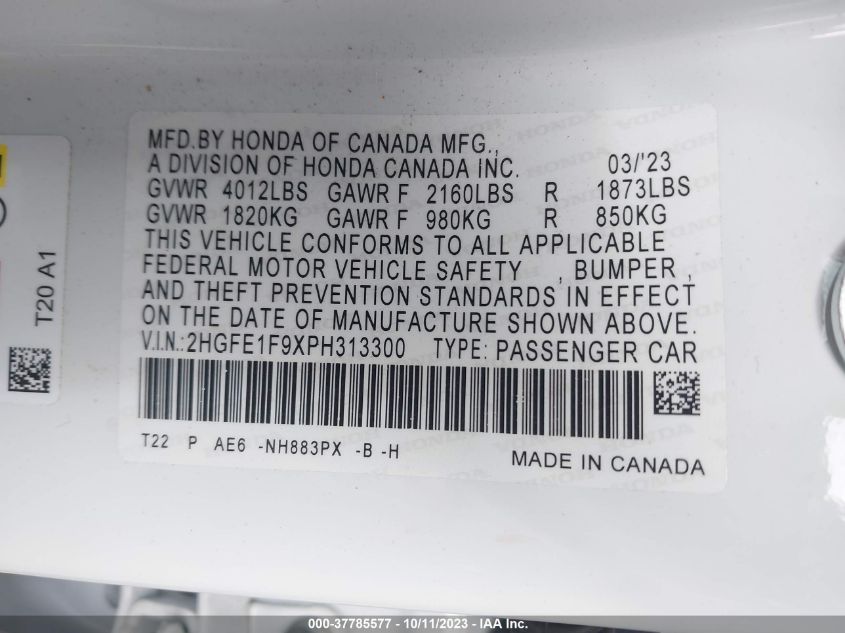 MFD.BY HONDA OF CANADA MFG.,
A DIVISION OF HONDA CANADA INC. 03/'23
GVWR 4012LBS GAWR F 2160LBS R 1873LBS
GVWR 1820KG GAWR F 980KG R 850KG
THIS VEHICLE CONFORMS TO ALL APPLICABLE
FEDERAL MOTOR VEHICLE SAFETY , BUMPER ,
AND THEFT PREVENTION STANDARDS IN EFFECT
ON THE DATE OF MANUFACTURE SHOWN ABOVE.
V.I.N.:2HGFE1F9XPH313300 TYPE: PASSENGER CAR
T22 P AE6 -NH883PX -B -H
MADE IN CANADA
T20 A1
000-37785577 - 10/11/2023 - IAA Inc.